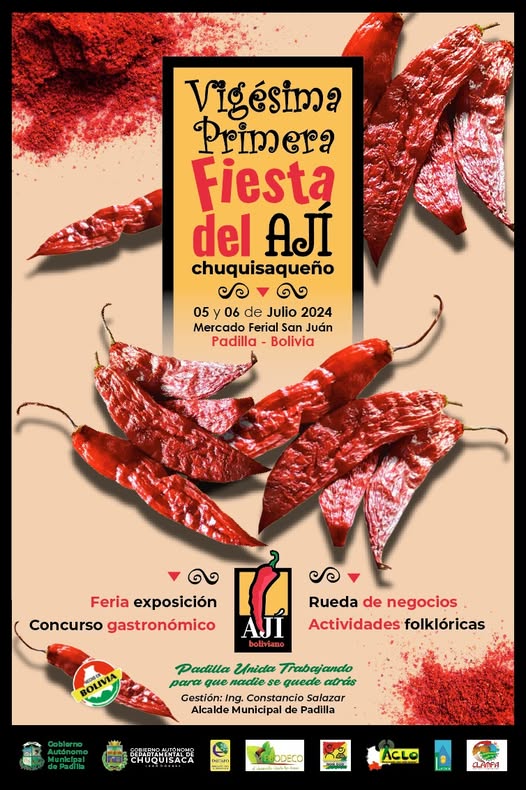 Vigésima
Primera
Fiesta
del AJÍ
chuquisaqueño
05 y 06 de Julio 2024
Mercado Ferial San Juán
Padilla - Bolivia
Feria exposición
Concurso gastronómico
Rueda de negocios
Actividades folklóricas
AJÍ
boliviano
BOLIVIA
Padilla Unida Trabajando
para que nadie se quede atrás
Gestión: Ing. Constancio Salazar
Alcalde Municipal de Padilla
Gobierno
Autónomo
Municipal
de Padilla
GOBIERNO AUTÓNOMO
DEPARTAMENTAL DE
CHUQUISACA
ACLO